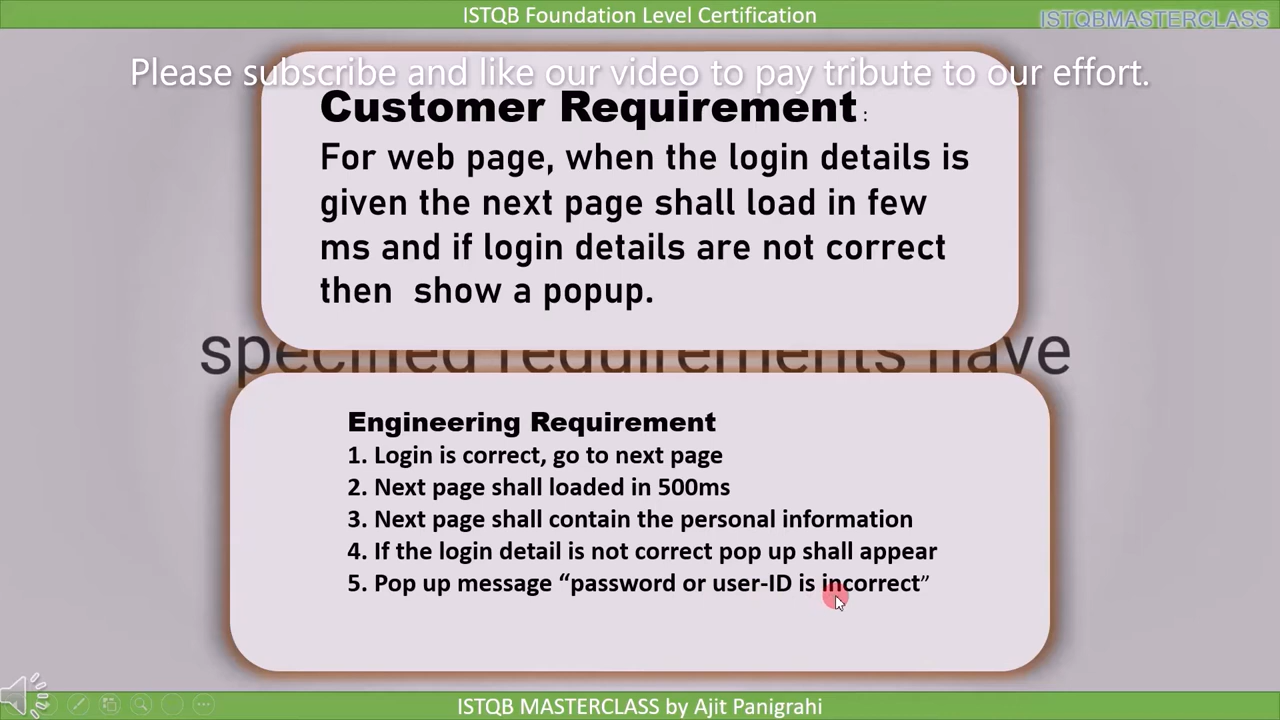 ISTQB Foundation Level Certification
ISTQBMASTERCLASS
Please subscribe and like our video to pay tribute to our effort.
Customer Requirement :
For web page, when the login details is
given the next page shall load in few
ms and if login details are not correct
then show a popup.
specified requirements have
Engineering Requirement
1. Login is correct, go to next page
2. Next page shall loaded in 500ms
3. Next page shall contain the personal information
4. If the login detail is not correct pop up shall appear
5. Pop up message “password or user-ID is incorrect”
ISTQB MASTERCLASS by Ajit Panigrahi